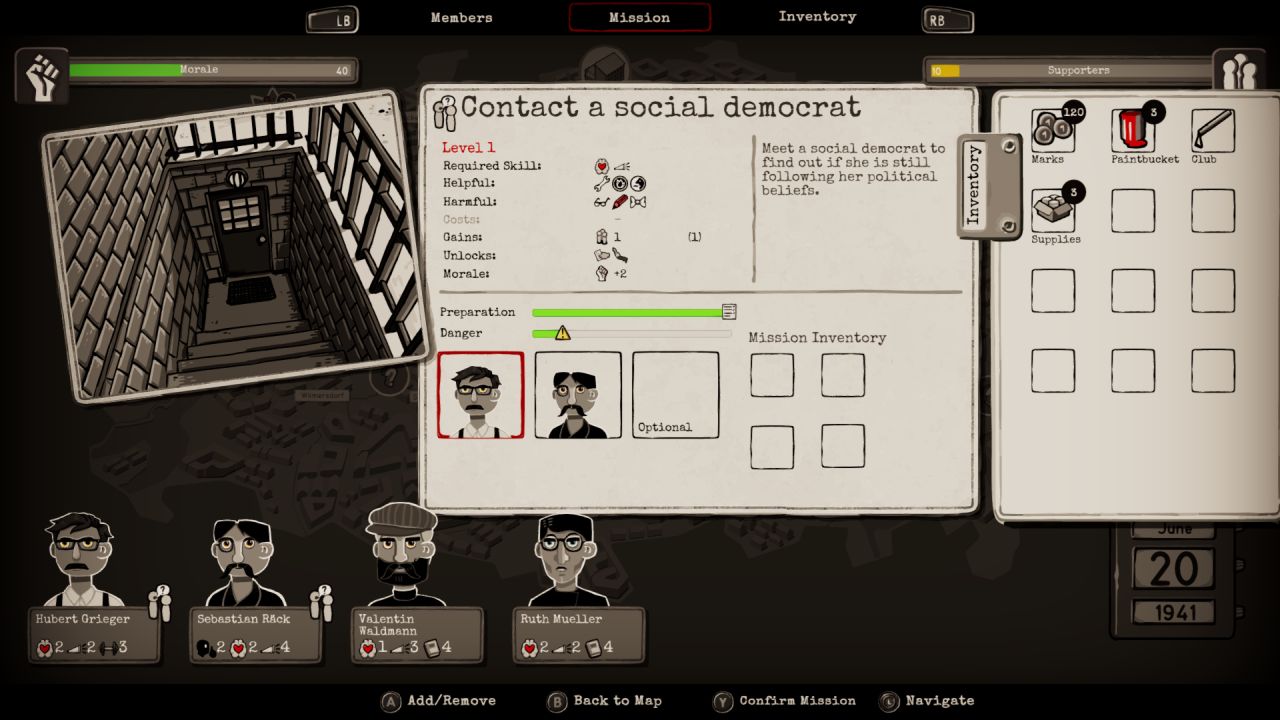 LB
Members
Mission
Inventory
RB
Morale
40
10
Supporters
Contact a social democrat
Level 1
Required Skill:
Helpful:
Harmful:
Costs: -
Gains: 1 (1)
Unlocks:
Morale: +2
Meet a social democrat to
find out if she is still
following her political
beliefs.
Preparation
Danger
Mission Inventory
Optional
Inventory
120
Marks
3
Paintbucket
Club
3
Supplies
Wilmersdorf
Hubert Grieger
2 2 3
Sebastian Räck
2 2 4
Valentin
Waldmann
1 3 4
Ruth Mueller
2 2 4
June
20
1941
A Add/Remove
B Back to Map
Y Confirm Mission
L Navigate